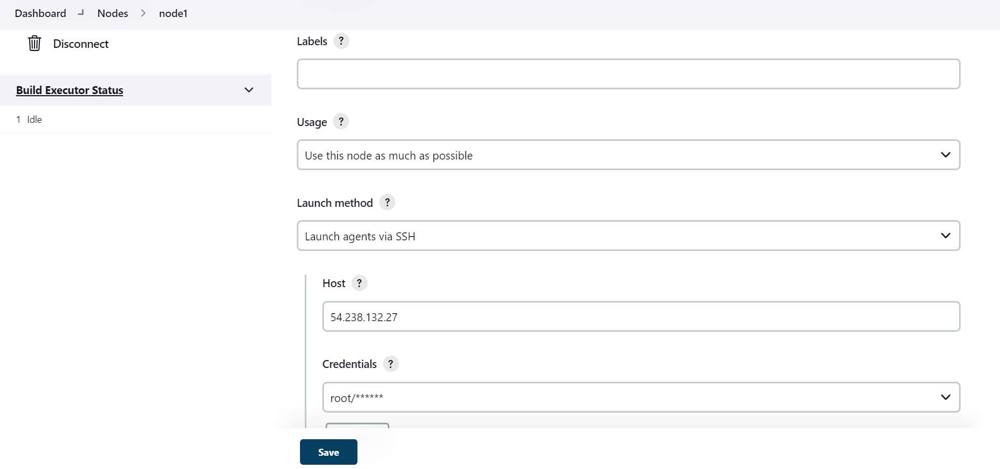 Dashboard Nodes > node1
Disconnect
Build Executor Status
1 Idle
Labels ?
Usage ?
Use this node as much as possible
Launch method ?
Launch agents via SSH
Host ?
54.238.132.27
Credentials ?
root/******
Save